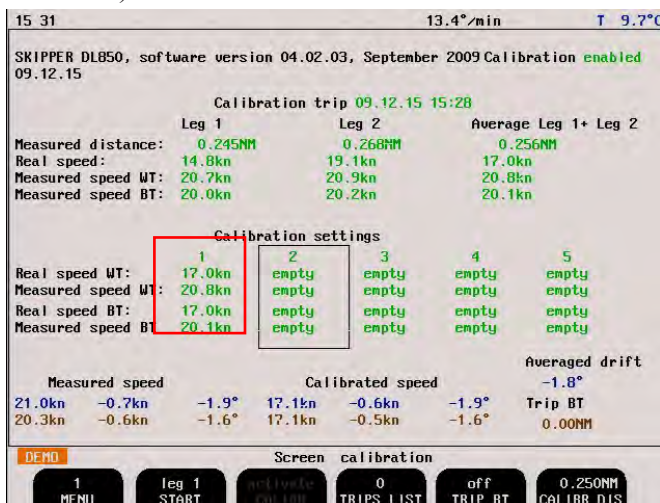 15 31 13.4°/min T 9.7°C
SKIPPER DL850, software version 04.02.03, September 2009 Calibration enabled
09.12.15
Calibration trip 09.12.15 15:28
Leg 1 Leg 2 Average Leg 1+ Leg 2
Measured distance: 0.245NM 0.268NM 0.256NM
Real speed: 14.8kn 19.1kn 17.0kn
Measured speed WT: 20.7kn 20.9kn 20.8kn
Measured speed BT: 20.0kn 20.2kn 20.1kn
Calibration settings
1 2 3 4 5
Real speed WT: 17.0kn empty empty empty empty
Measured speed WT: 20.8kn empty empty empty empty
Real speed BT: 17.0kn empty empty empty empty
Measured speed BT 20.1kn empty empty empty empty
Averaged drift
Measured speed Calibrated speed -1.8°
21.0kn -0.7kn -1.9° 17.1kn -0.6kn -1.9° Trip BT
20.3kn -0.6kn -1.6° 17.1kn -0.5kn -1.6° 0.00NM
DEMO Screen calibration
1 leg 1 activate 0 off 0.250NM
MENU START TRIPS LIST TRIP BT CALIBR DIS